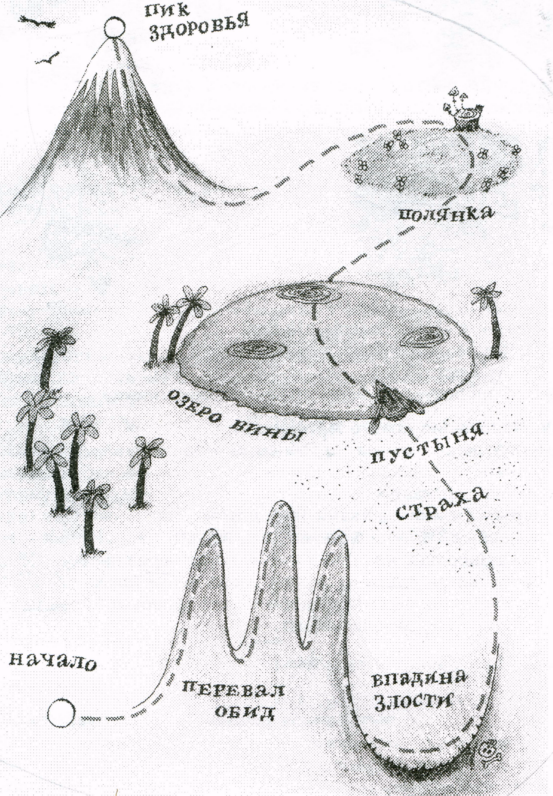 ПИК
ЗДОРОВЬЯ
ПОЛЯНКА
ОЗЕРО ВИНЫ
ПУСТЫНЯ
СТРАХА
НАЧАЛО
ПЕРЕВАЛ
ОБИД
ВПАДИНА
ЗЛОСТИ